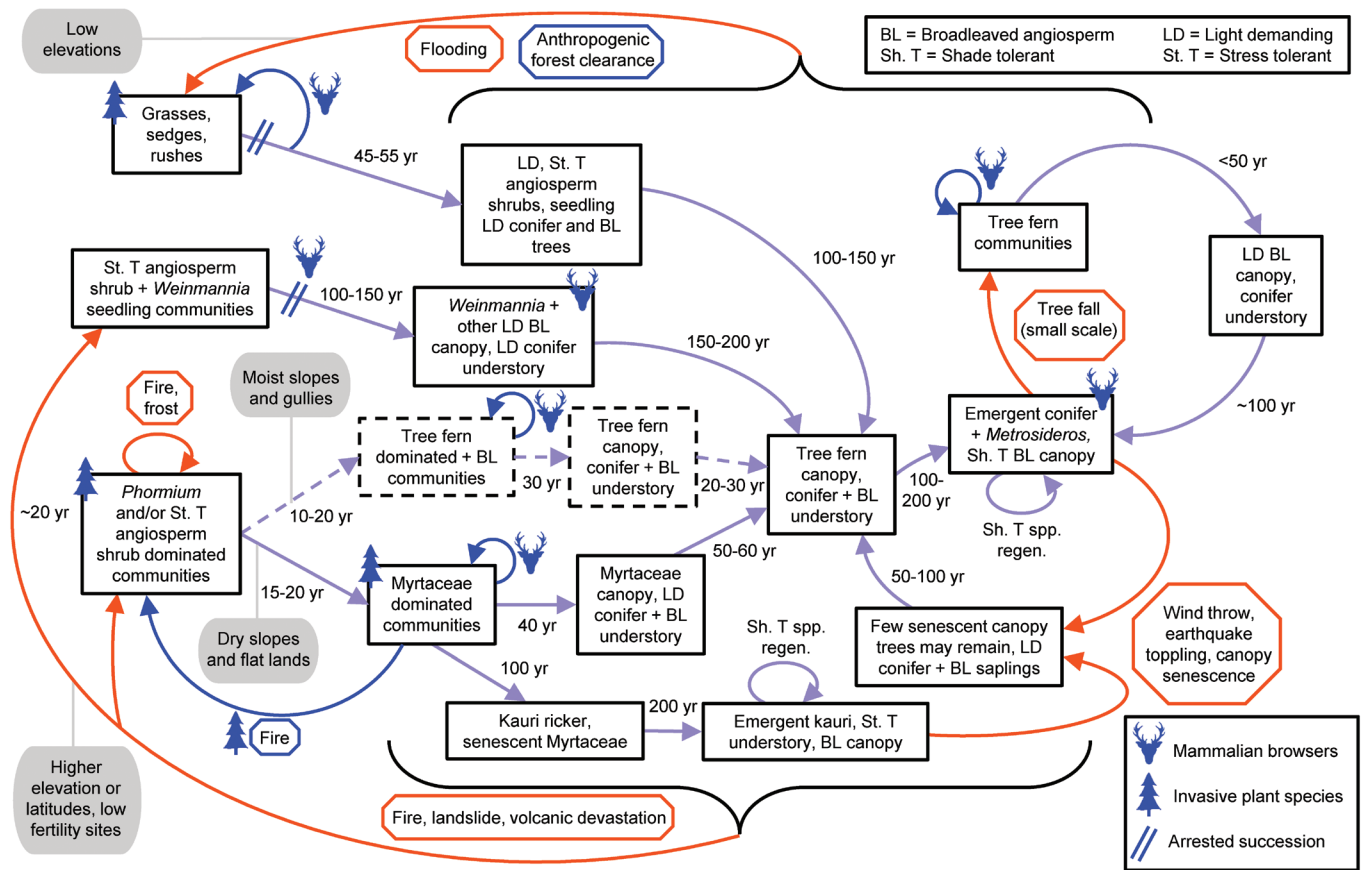 Low
elevations
Flooding
Anthropogenic
forest clearance
BL = Broadleaved angiosperm
LD = Light demanding
Sh. T = Shade tolerant
St. T = Stress tolerant
Grasses,
sedges,
rushes
45-55 yr
LD, St. T
angiosperm
shrubs, seedling
LD conifer and BL
trees
100-150 yr
Tree fern
communities
<50 yr
LD BL
canopy,
conifer
understory
~100 yr
Tree fall
(small scale)
St. T angiosperm
shrub + Weinmannia
seedling communities
100-150 yr
Weinmannia +
other LD BL
canopy, LD conifer
understory
150-200 yr
Moist slopes
and gullies
Fire,
frost
Tree fern
dominated + BL
communities
30 yr
Tree fern
canopy,
conifer + BL
understory
20-30 yr
Tree fern
canopy,
conifer + BL
understory
100-
200 yr
Emergent conifer
+ Metrosideros,
Sh. T BL canopy
Sh. T spp.
regen.
~20 yr
Phormium
and/or St. T
angiosperm
shrub dominated
communities
10-20 yr
15-20 yr
Dry slopes
and flat lands
Myrtaceae
dominated
communities
40 yr
Myrtaceae
canopy, LD
conifer + BL
understory
50-60 yr
50-100 yr
Few senescent canopy
trees may remain, LD
conifer + BL saplings
Wind throw,
earthquake
toppling, canopy
senescence
100 yr
Kauri ricker,
senescent Myrtaceae
200 yr
Sh. T spp.
regen.
Emergent kauri, St. T
understory, BL canopy
Fire
Higher
elevation or
latitudes, low
fertility sites
Fire, landslide, volcanic devastation
Mammalian browsers
Invasive plant species
Arrested succession